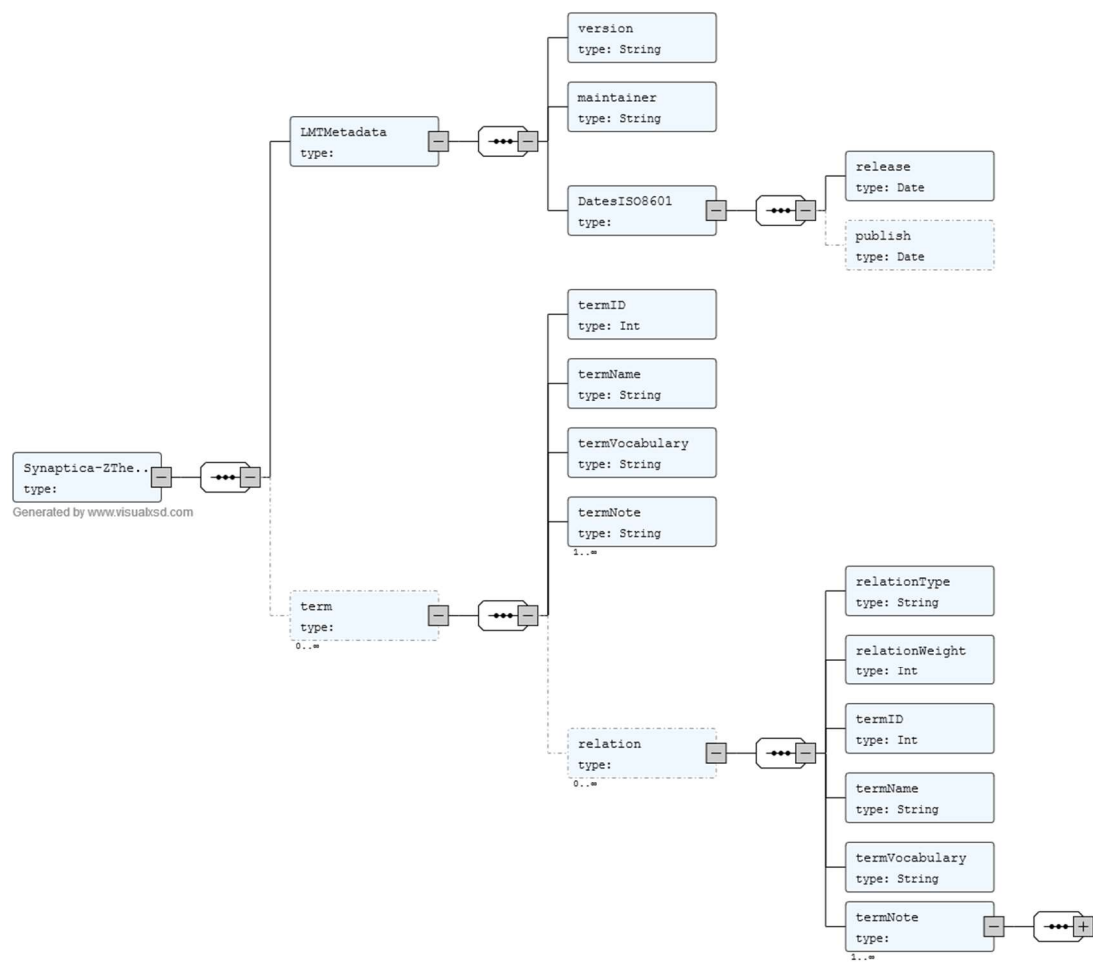 version
type: String
maintainer
type: String
LMTMetadata
type:
DatesISO8601
type:
release
type: Date
publish
type: Date
termID
type: Int
termName
type: String
termVocabulary
type: String
termNote
type: String
1..∞
Synaptica-ZThe..
type:
Generated by www.visualxsd.com
term
type:
0..∞
relationType
type: String
relationWeight
type: Int
termID
type: Int
relation
type:
0..∞
termName
type: String
termVocabulary
type: String
termNote
type:
1..∞